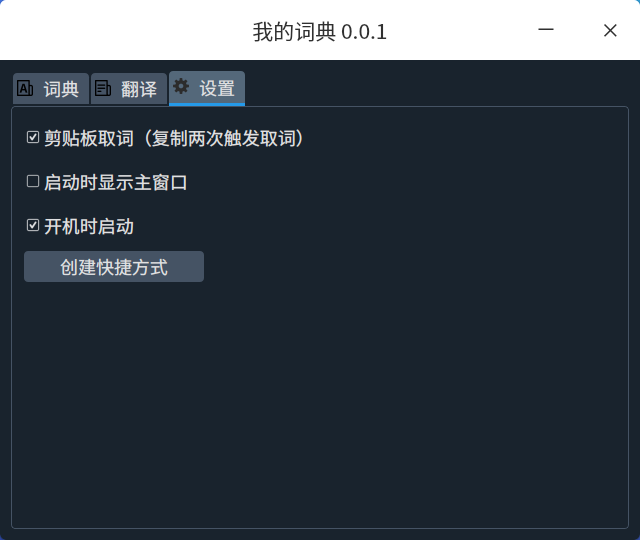 我的词典 0.0.1
词典
翻译
设置
剪贴板取词（复制两次触发取词）
启动时显示主窗口
开机时启动
创建快捷方式